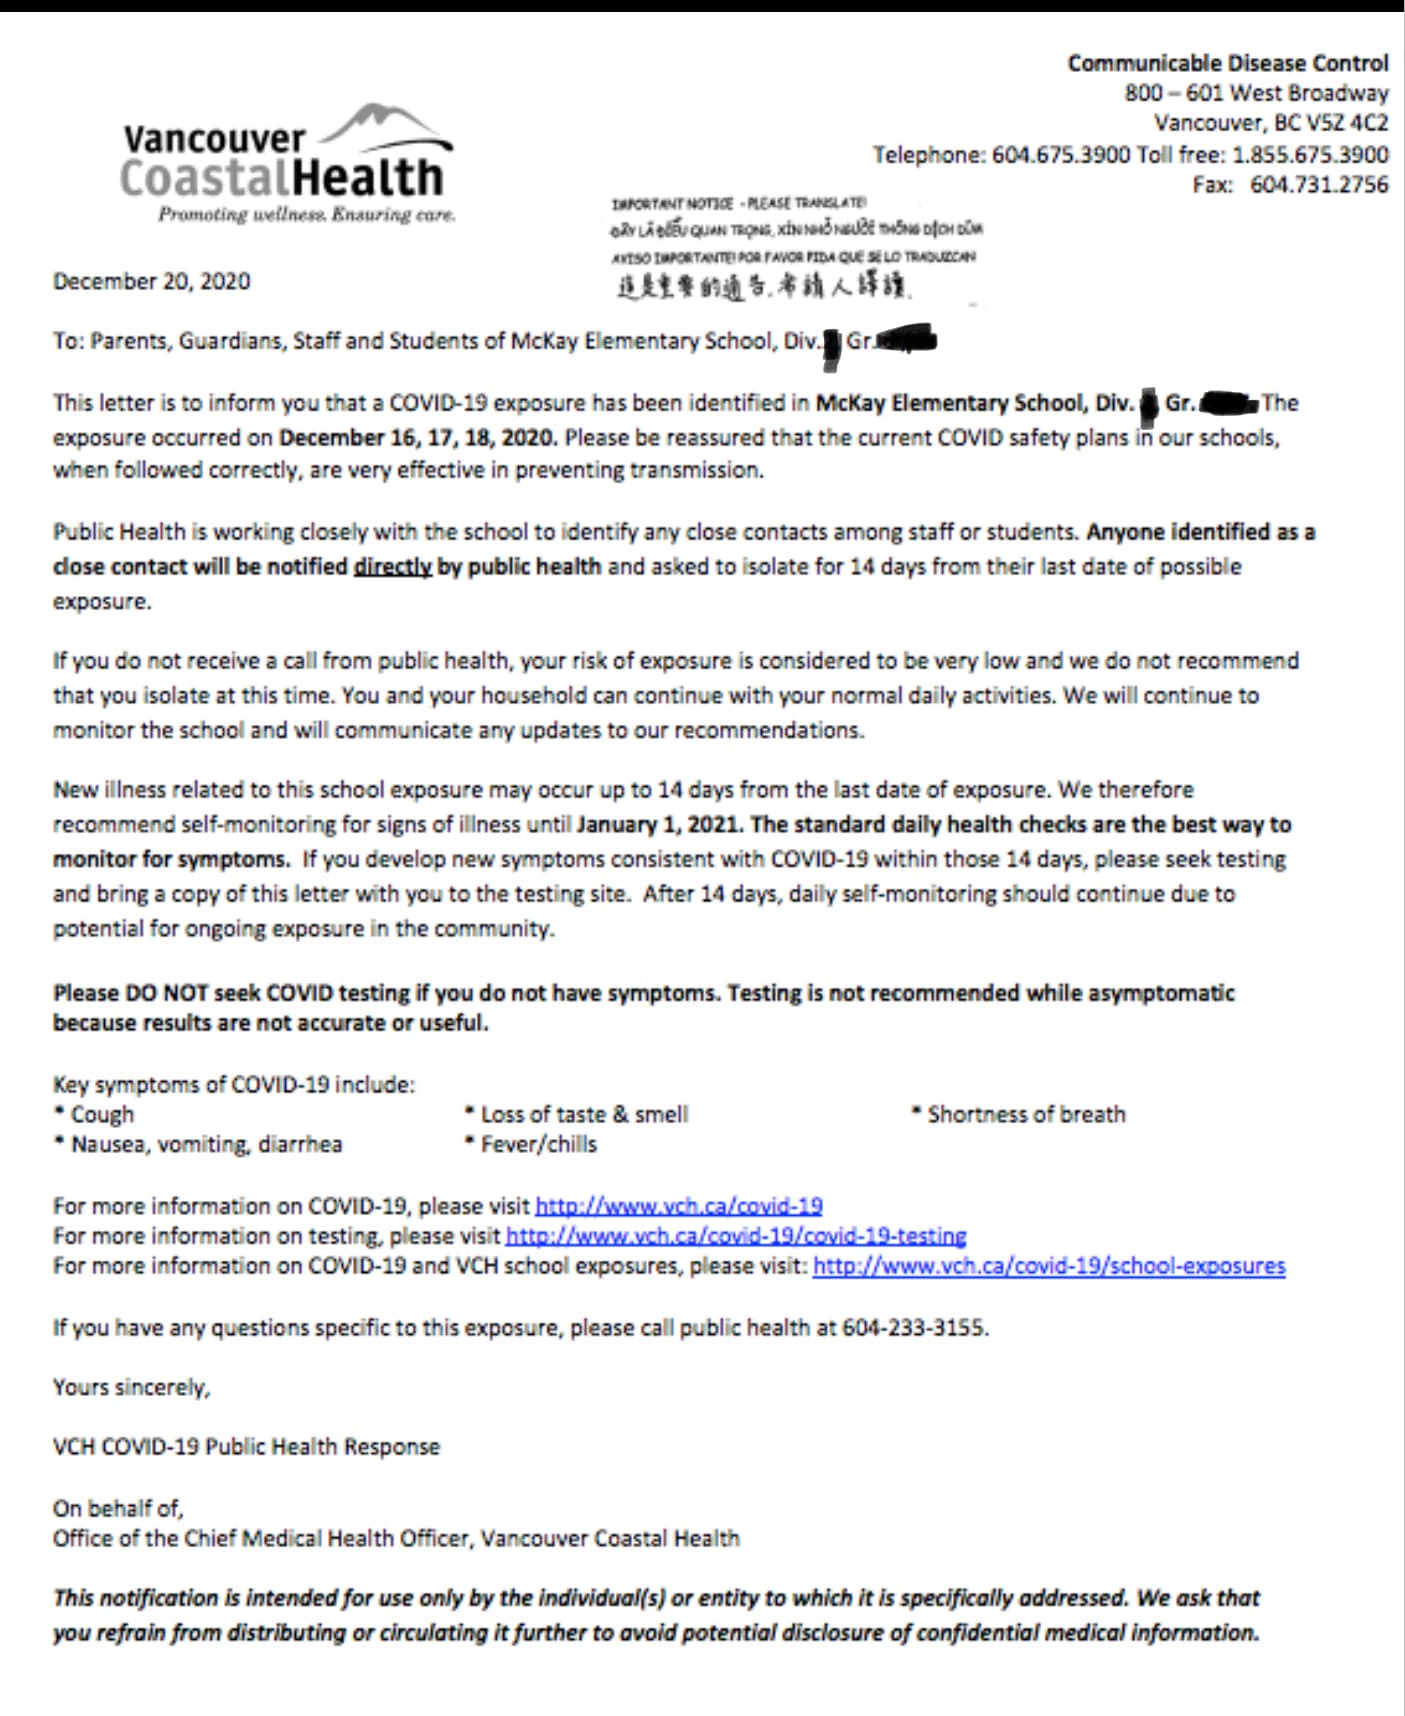 Communicable Disease Control
800 – 601 West Broadway
Vancouver, BC V5Z 4C2
Telephone: 604.675.3900 Toll free: 1.855.675.3900
Fax: 604.731.2756
Vancouver
CoastalHealth
Promoting wellness. Ensuring care.
IMPORTANT NOTICE - PLEASE TRANSLATE!
ĐÂY LÀ ĐIỀU QUAN TRỌNG, XIN NHỜ NGƯỜI THÔNG DỊCH DÙM
AVISO IMPORTANTE! POR FAVOR PIDA QUE SE LO TRADUZCAN
這是重要的通告.希請人譯讀.
December 20, 2020
To: Parents, Guardians, Staff and Students of McKay Elementary School, Div. Gr.
This letter is to inform you that a COVID-19 exposure has been identified in McKay Elementary School, Div. Gr. The
exposure occurred on December 16, 17, 18, 2020. Please be reassured that the current COVID safety plans in our schools,
when followed correctly, are very effective in preventing transmission.
Public Health is working closely with the school to identify any close contacts among staff or students. Anyone identified as a
close contact will be notified directly by public health and asked to isolate for 14 days from their last date of possible
exposure.
If you do not receive a call from public health, your risk of exposure is considered to be very low and we do not recommend
that you isolate at this time. You and your household can continue with your normal daily activities. We will continue to
monitor the school and will communicate any updates to our recommendations.
New illness related to this school exposure may occur up to 14 days from the last date of exposure. We therefore
recommend self-monitoring for signs of illness until January 1, 2021. The standard daily health checks are the best way to
monitor for symptoms. If you develop new symptoms consistent with COVID-19 within those 14 days, please seek testing
and bring a copy of this letter with you to the testing site. After 14 days, daily self-monitoring should continue due to
potential for ongoing exposure in the community.
Please DO NOT seek COVID testing if you do not have symptoms. Testing is not recommended while asymptomatic
because results are not accurate or useful.
Key symptoms of COVID-19 include:
* Cough * Loss of taste & smell * Shortness of breath
* Nausea, vomiting, diarrhea * Fever/chills
For more information on COVID-19, please visit http://www.vch.ca/covid-19
For more information on testing, please visit http://www.vch.ca/covid-19/covid-19-testing
For more information on COVID-19 and VCH school exposures, please visit: http://www.vch.ca/covid-19/school-exposures
If you have any questions specific to this exposure, please call public health at 604-233-3155.
Yours sincerely,
VCH COVID-19 Public Health Response
On behalf of,
Office of the Chief Medical Health Officer, Vancouver Coastal Health
This notification is intended for use only by the individual(s) or entity to which it is specifically addressed. We ask that
you refrain from distributing or circulating it further to avoid potential disclosure of confidential medical information.